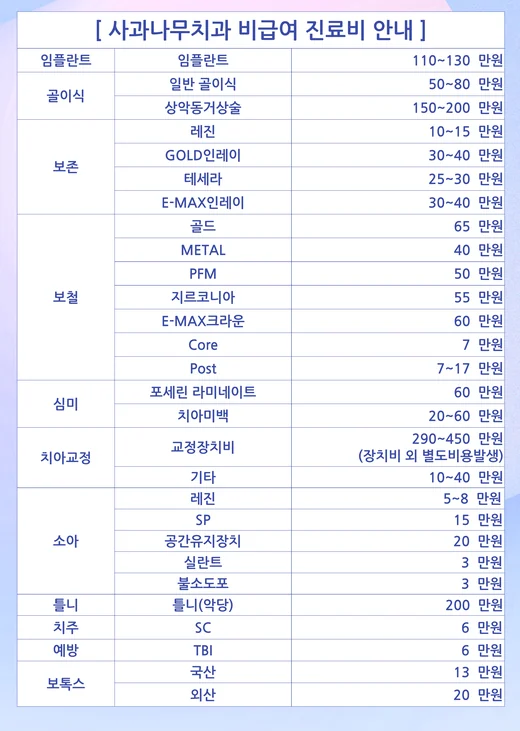 [ 사과나무치과 비급여 진료비 안내 ]
임플란트 임플란트 110~130 만원
골이식 일반 골이식 50~80 만원
상악동거상술 150~200 만원
보존 레진 10~15 만원
GOLD인레이 30~40 만원
테세라 25~30 만원
E-MAX인레이 30~40 만원
보철 골드 65 만원
METAL 40 만원
PFM 50 만원
지르코니아 55 만원
E-MAX크라운 60 만원
Core 7 만원
Post 7~17 만원
심미 포세린 라미네이트 60 만원
치아미백 20~60 만원
치아교정 교정장치비 290~450 만원
(장치비 외 별도비용발생)
기타 10~40 만원
소아 레진 5~8 만원
SP 15 만원
공간유지장치 20 만원
실란트 3 만원
불소도포 3 만원
틀니 틀니(악당) 200 만원
치주 SC 6 만원
예방 TBI 6 만원
보톡스 국산 13 만원
외산 20 만원